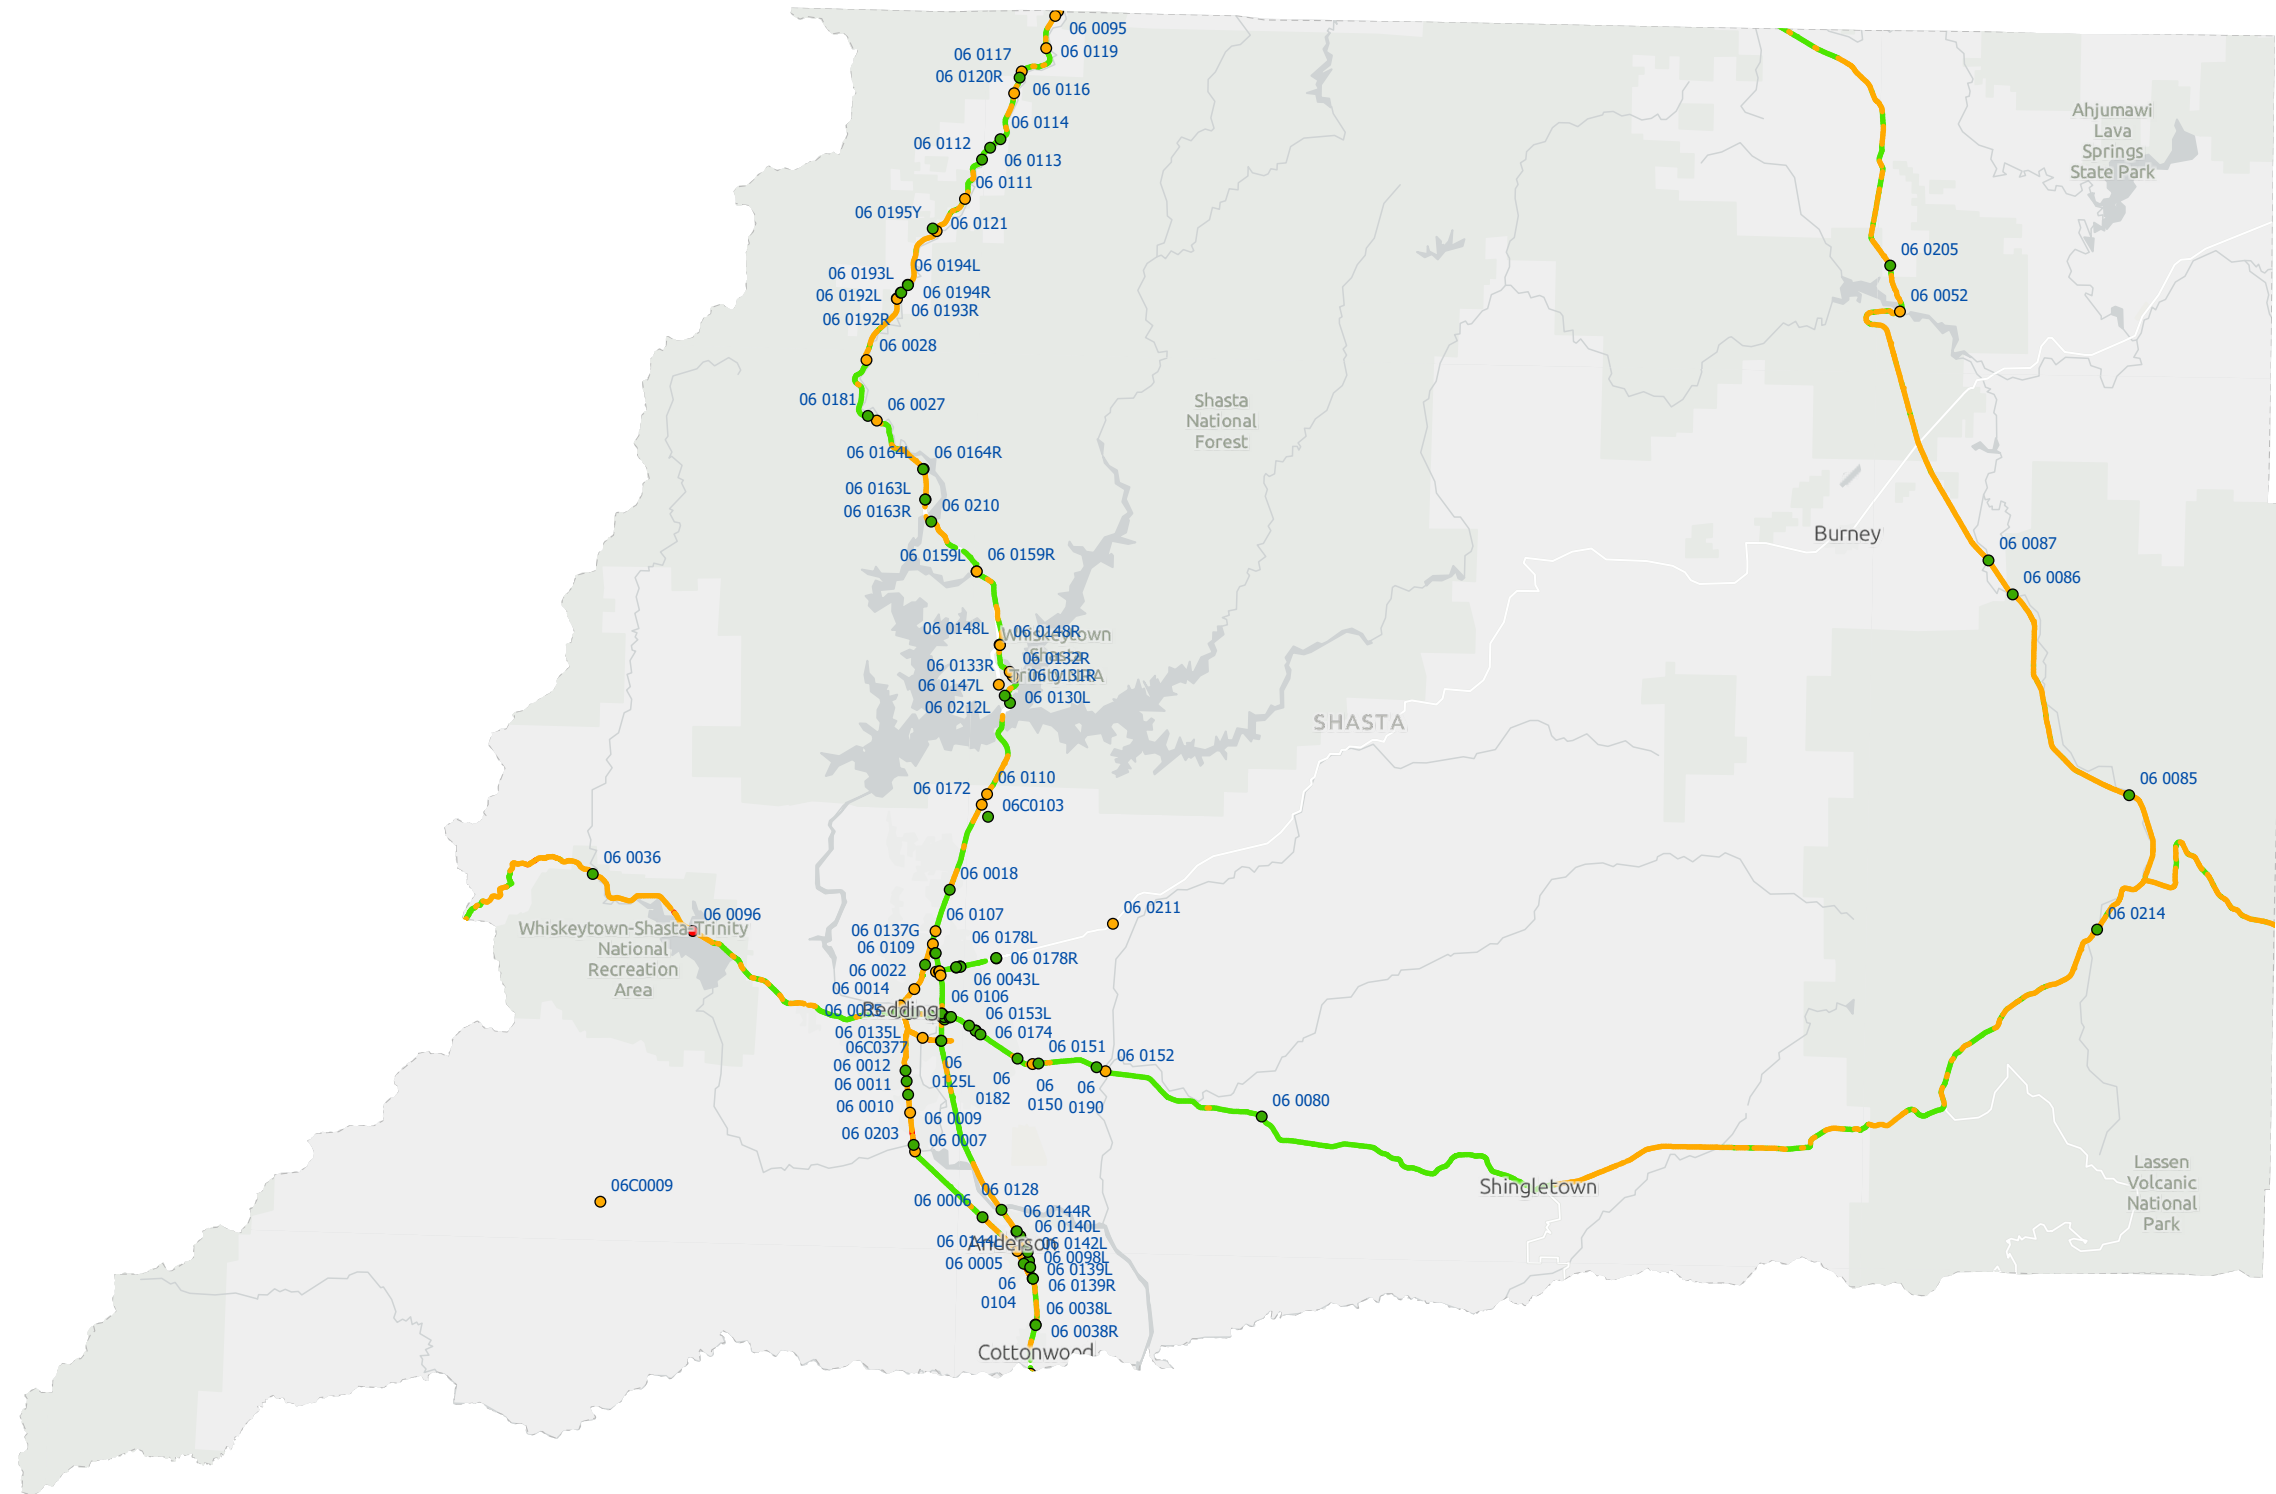 06 0095
06 0117
06 0119
06 0120R
06 0116
06 0114
06 0112
06 0113
06 0111
06 0195Y
06 0121
06 0194L
06 0193L
06 0192L
06 0194R
06 0193R
06 0192R
06 0028
06 0181
06 0027
06 0164L
06 0164R
06 0163L
06 0163R
06 0210
06 0159L
06 0159R
06 0148L
06 0148R
Whiskeytown
Shasta
06 0133R
06 0132R
06 0147L
06 0131R
06 0212L
06 0130L
06 0110
06 0172
06C0103
06 0036
06 0018
06 0096
06 0211
06 0107
06 0137G
06 0109
06 0178L
06 0178R
06 0022
06 0043L
06 0014
06 0106
Redding
06 0153L
06 0135L
06 0174
06C0377
06 0151
06 0152
06 0012
06
0125L
06 0011
06
0182
06
0150
06
0190
06 0080
06 0010
06 0009
06 0203
06 0007
06C0009
06 0128
06 0006
06 0144R
06 0140L
06 0144L
Anderson
06 0142L
06 0005
06 0098L
06 0139L
06 0139R
06
0104
06 0038L
06 0038R
Cottonwood
Whiskeytown-Shasta-Trinity
National
Recreation
Area
Shasta
National
Forest
SHASTA
Shingletown
Burney
Ahjumawi
Lava
Springs
State Park
06 0205
06 0052
06 0087
06 0086
06 0085
06 0214
Lassen
Volcanic
National
Park